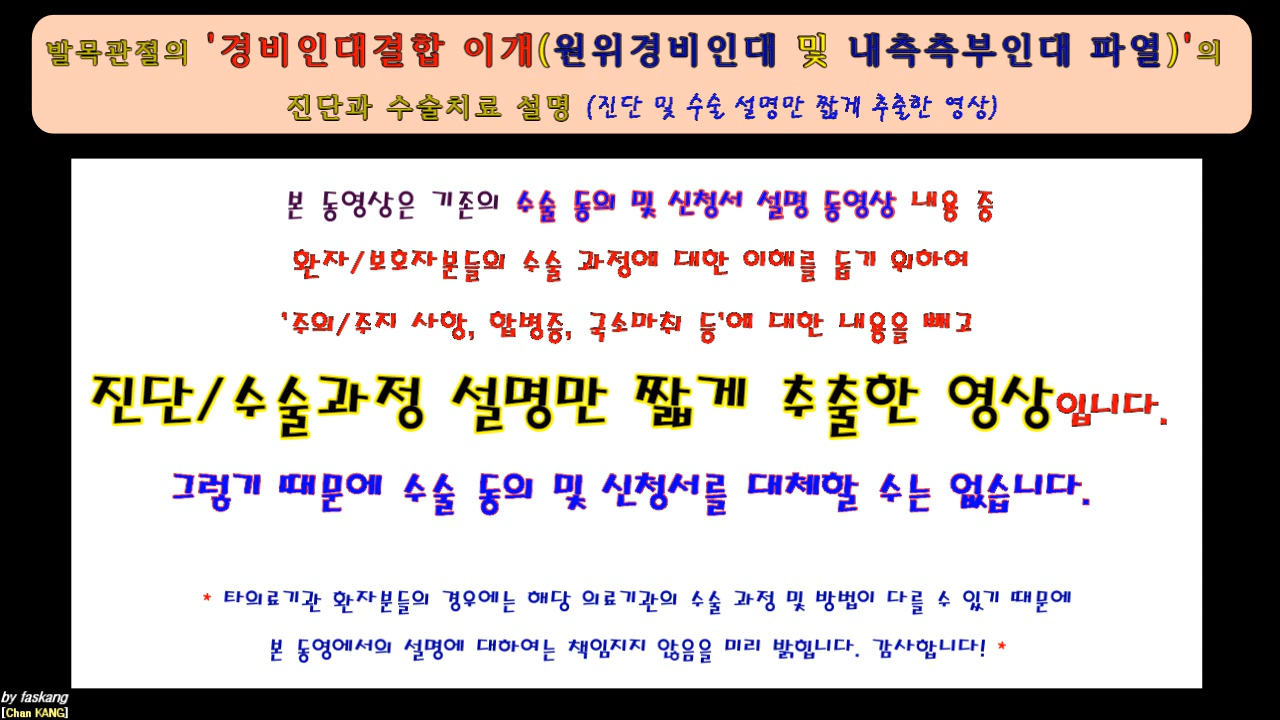 발목관절의 '경비인대결합 이개(원위경비인대 및 내측측부인대 파열)'의
진단과 수술치료 설명 (진단 및 수술 설명만 짧게 추출한 영상)
본 동영상은 기존의 수술 동의 및 신청서 설명 동영상 내용 중
환자/보호자분들의 수술 과정에 대한 이해를 돕기 위하여
'주의/주지 사항, 합병증, 국소마취 등'에 대한 내용을 빼고
진단/수술과정 설명만 짧게 추출한 영상입니다.
그렇기 때문에 수술 동의 및 신청서를 대체할 수는 없습니다.
* 타의료기관 환자분들의 경우에는 해당 의료기관의 수술 과정 및 방법이 다를 수 있기 때문에
본 동영에서의 설명에 대하여는 책임지지 않음을 미리 밝힙니다. 감사합니다! *
by faskang
[Chan KANG]